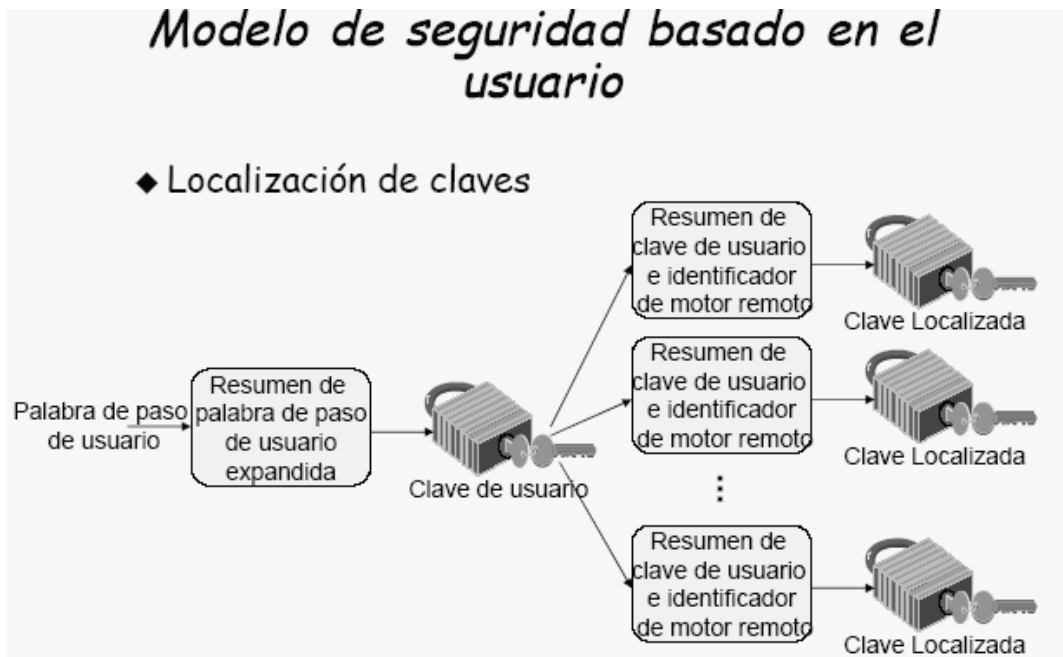 Modelo de seguridad basado en el
usuario
◆ Localización de claves
Palabra de paso
de usuario
Resumen de
palabra de paso
de usuario
expandida
Clave de usuario
Resumen de
clave de usuario
e identificador
de motor remoto
Clave Localizada
Resumen de
clave de usuario
e identificador
de motor remoto
Clave Localizada
⋮
Resumen de
clave de usuario
e identificador
de motor remoto
Clave Localizada